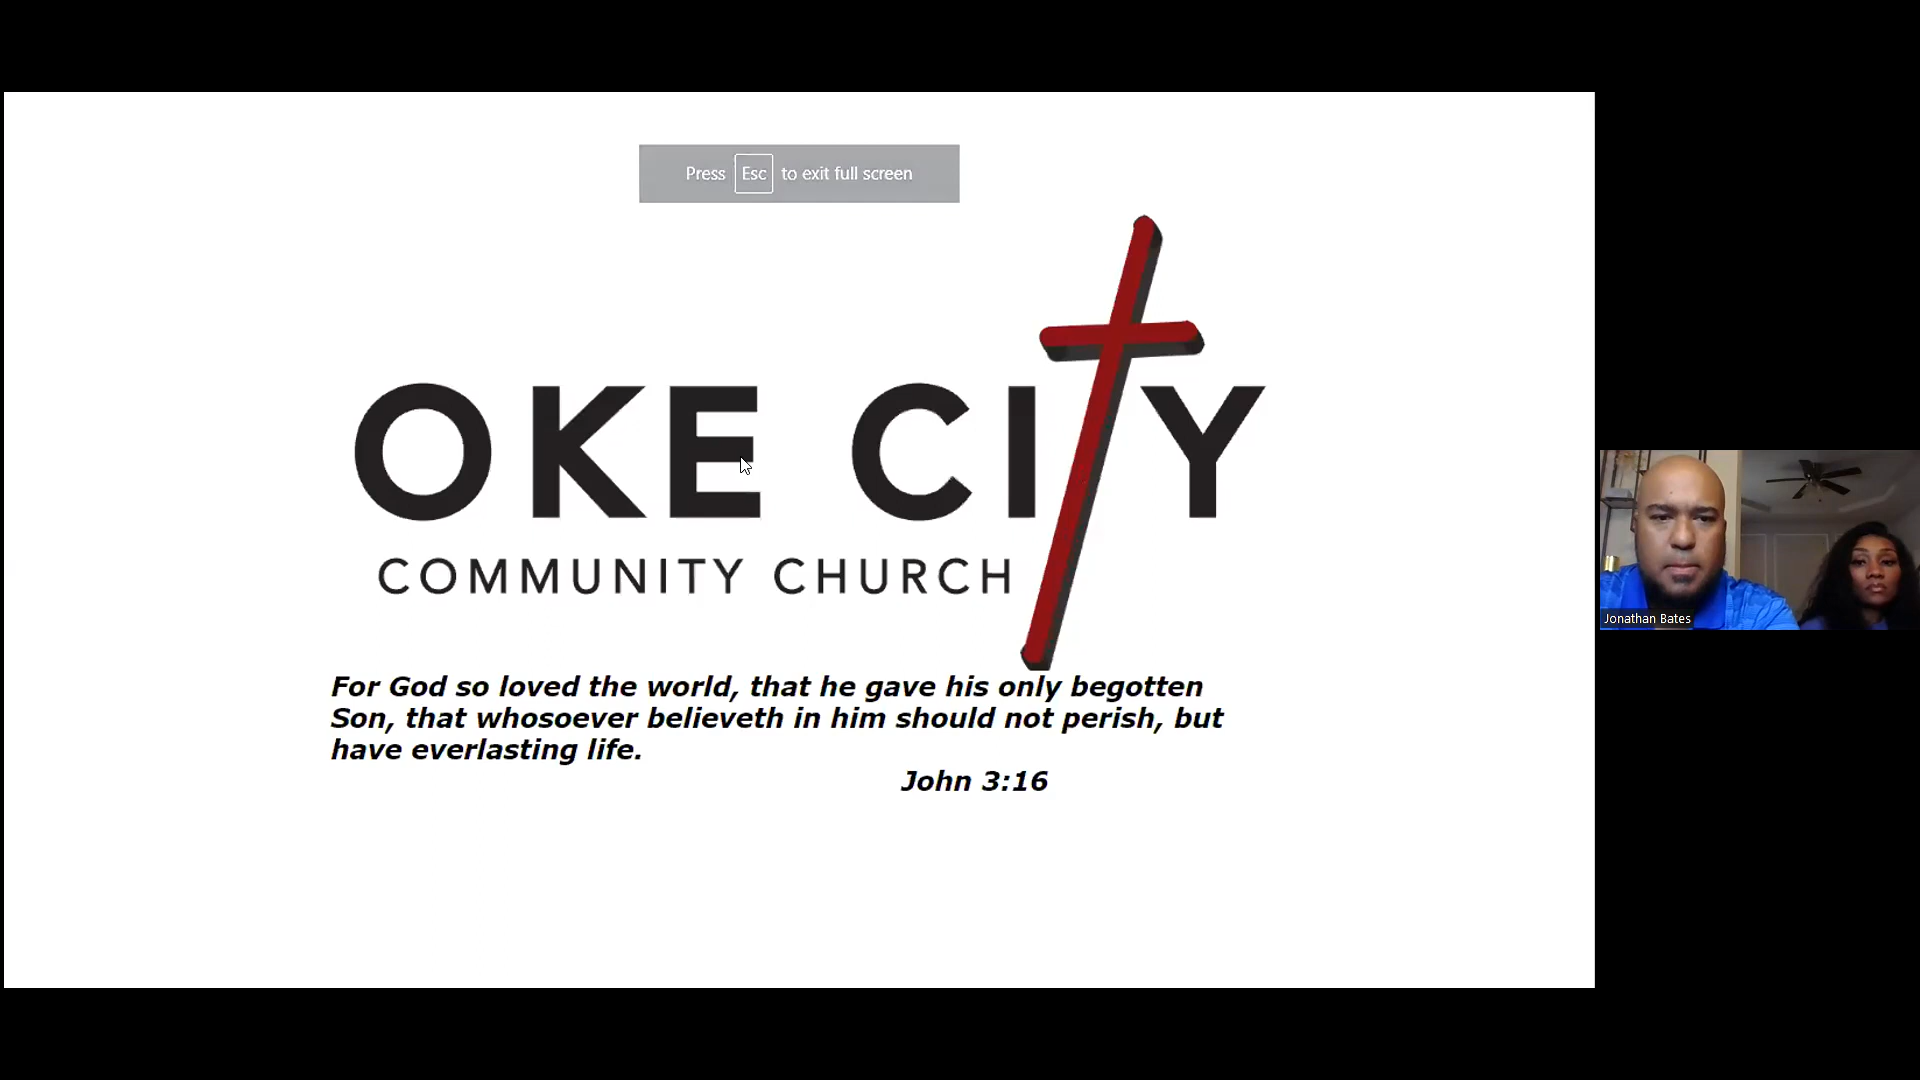 Press Esc to exit full screen
OKE CITY
COMMUNITY CHURCH
For God so loved the world, that he gave his only begotten
Son, that whosoever believeth in him should not perish, but
have everlasting life.
John 3:16
Jonathan Bates